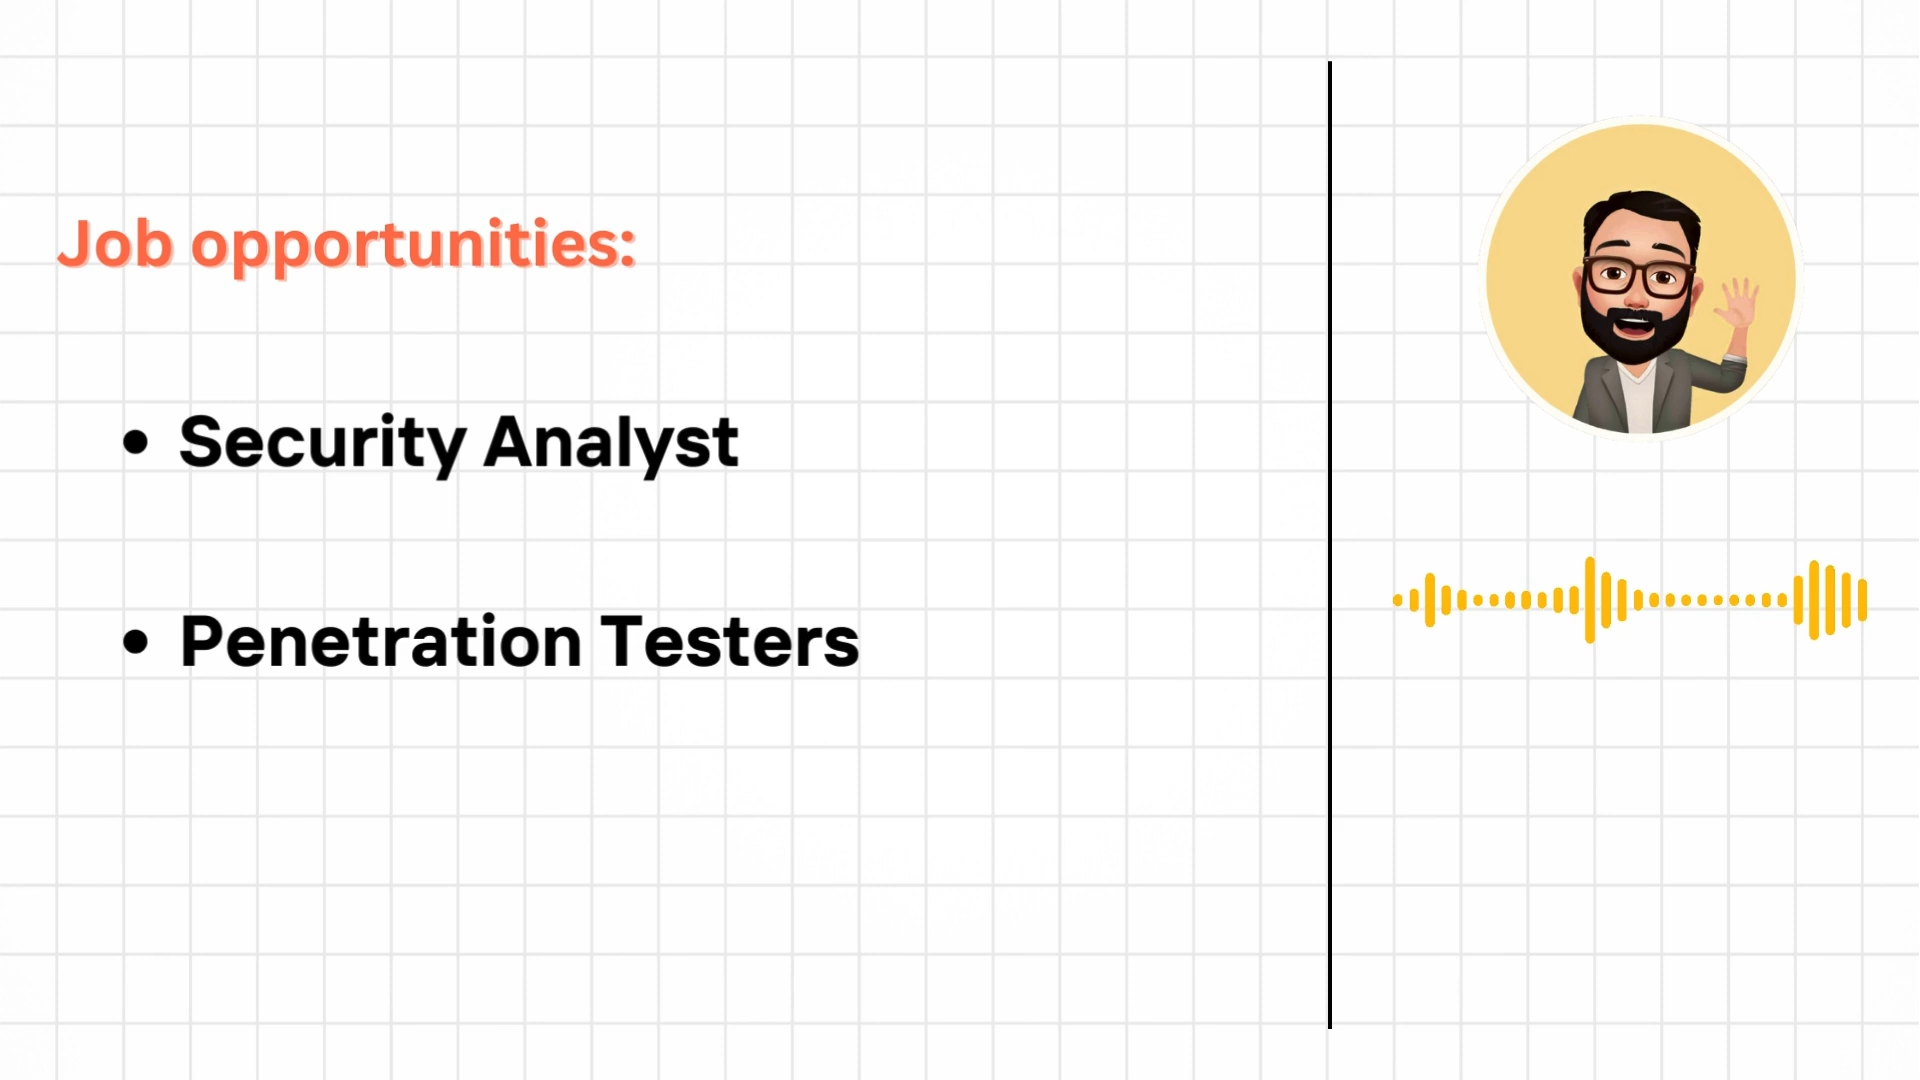 Job opportunities:
• Security Analyst
• Penetration Testers